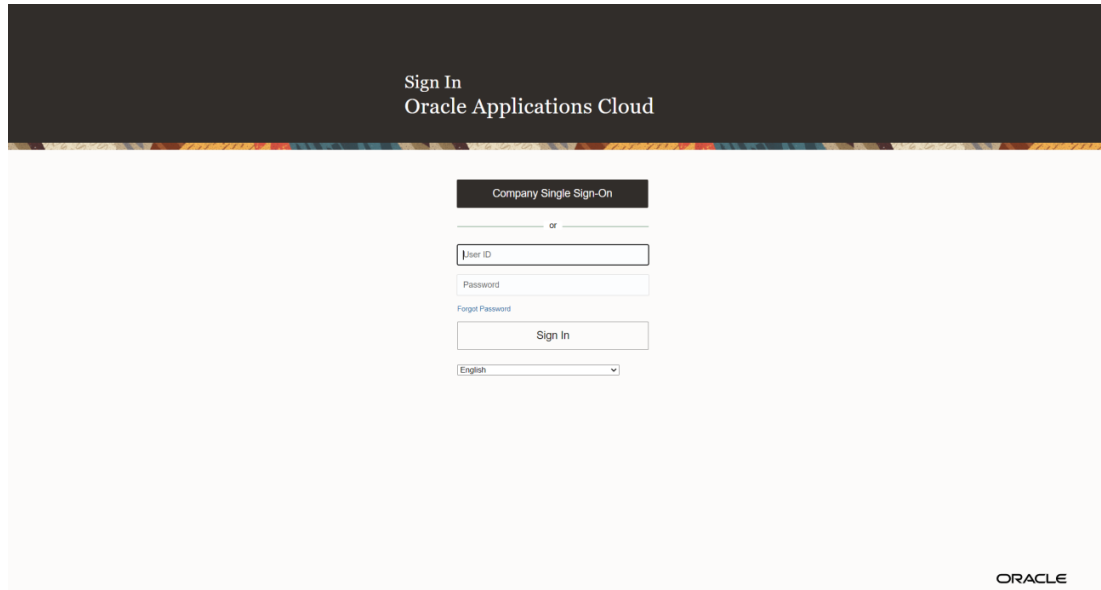 Sign In
Oracle Applications Cloud
Company Single Sign-On
or
User ID
Password
Forgot Password
Sign In
English
ORACLE